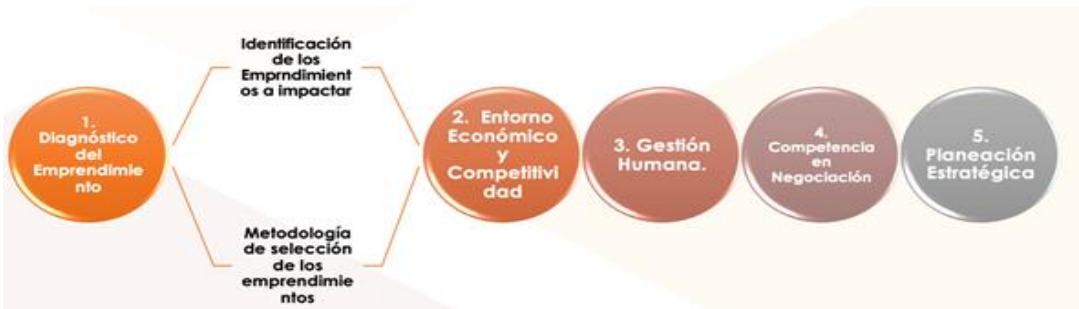 1.
Diagnóstico
del
Emprendimie
nto
Identificación
de los
Emprndimient
os a impactar
Metodología
de selección
de los
emprendimie
ntos
2. Entorno
Económico
y
Competitivi
dad
3. Gestión
Humana.
4.
Competencia
en
Negociación
5.
Planeación
Estratégica